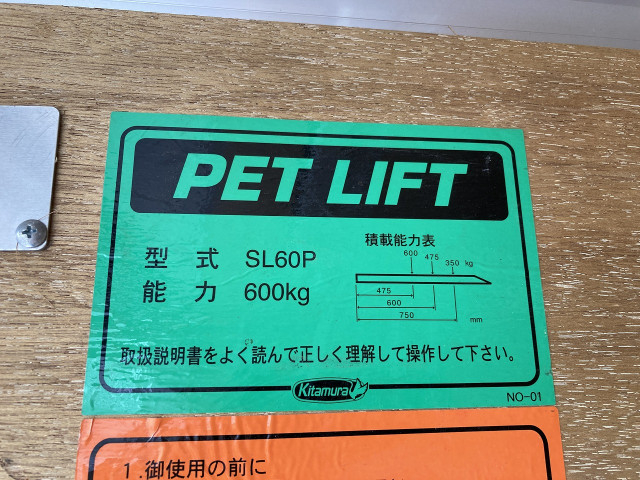 PET LIFT
型式 SL60P
能力 600kg
積載能力表
600 475 350 kg
475
600
750 mm
取扱説明書をよく読んで正しく理解して操作して下さい。
Kitamura
NO-01
1.御使用の前に